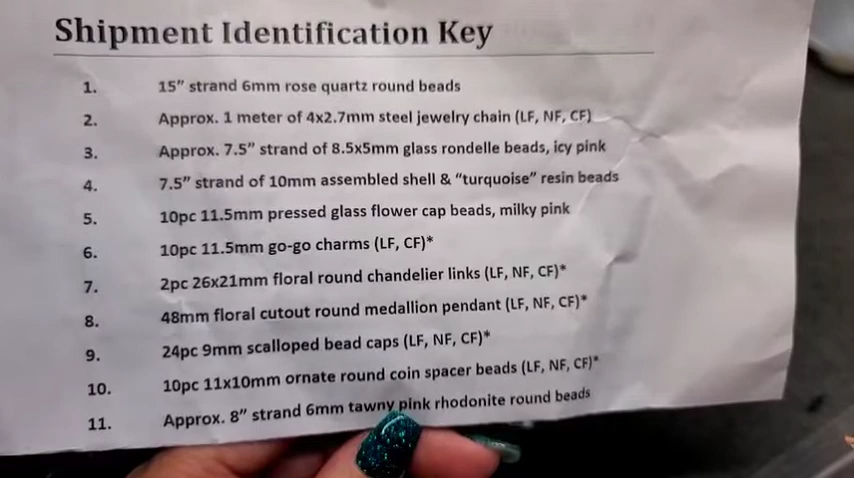 Shipment Identification Key
1. 15” strand 6mm rose quartz round beads
2. Approx. 1 meter of 4x2.7mm steel jewelry chain (LF, NF, CF)
3. Approx. 7.5” strand of 8.5x5mm glass rondelle beads, icy pink
4. 7.5” strand of 10mm assembled shell & “turquoise” resin beads
5. 10pc 11.5mm pressed glass flower cap beads, milky pink
6. 10pc 11.5mm go-go charms (LF, CF)*
7. 2pc 26x21mm floral round chandelier links (LF, NF, CF)*
8. 48mm floral cutout round medallion pendant (LF, NF, CF)*
9. 24pc 9mm scalloped bead caps (LF, NF, CF)*
10. 10pc 11x10mm ornate round coin spacer beads (LF, NF, CF)*
11. Approx. 8” strand 6mm tawny pink rhodonite round beads